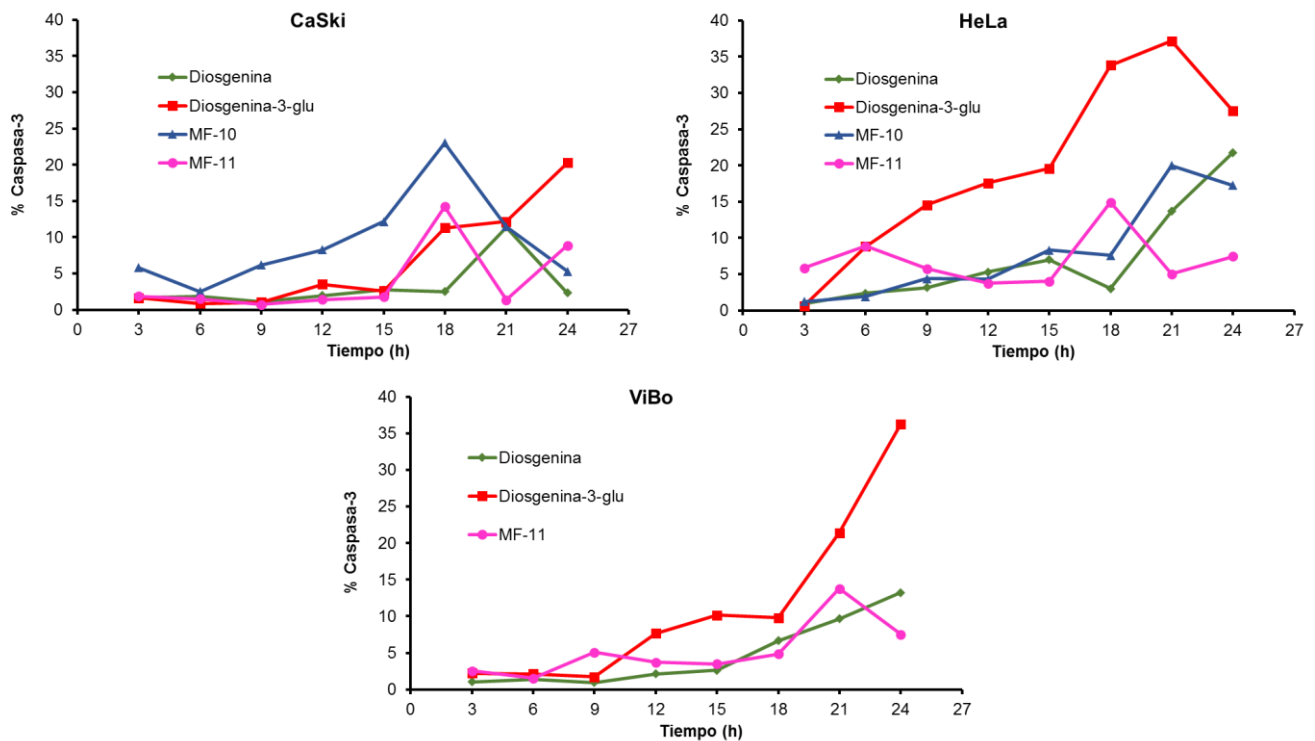 CaSki
40
35
30
25
20
15
10
5
0
% Caspasa-3
Diosgenina
Diosgenina-3-glu
MF-10
MF-11
0 3 6 9 12 15 18 21 24 27
Tiempo (h)
HeLa
40
35
30
25
20
15
10
5
0
% Caspasa-3
Diosgenina
Diosgenina-3-glu
MF-10
MF-11
0 3 6 9 12 15 18 21 24 27
Tiempo (h)
ViBo
40
35
30
25
20
15
10
5
0
% Caspasa-3
Diosgenina
Diosgenina-3-glu
MF-11
0 3 6 9 12 15 18 21 24 27
Tiempo (h)